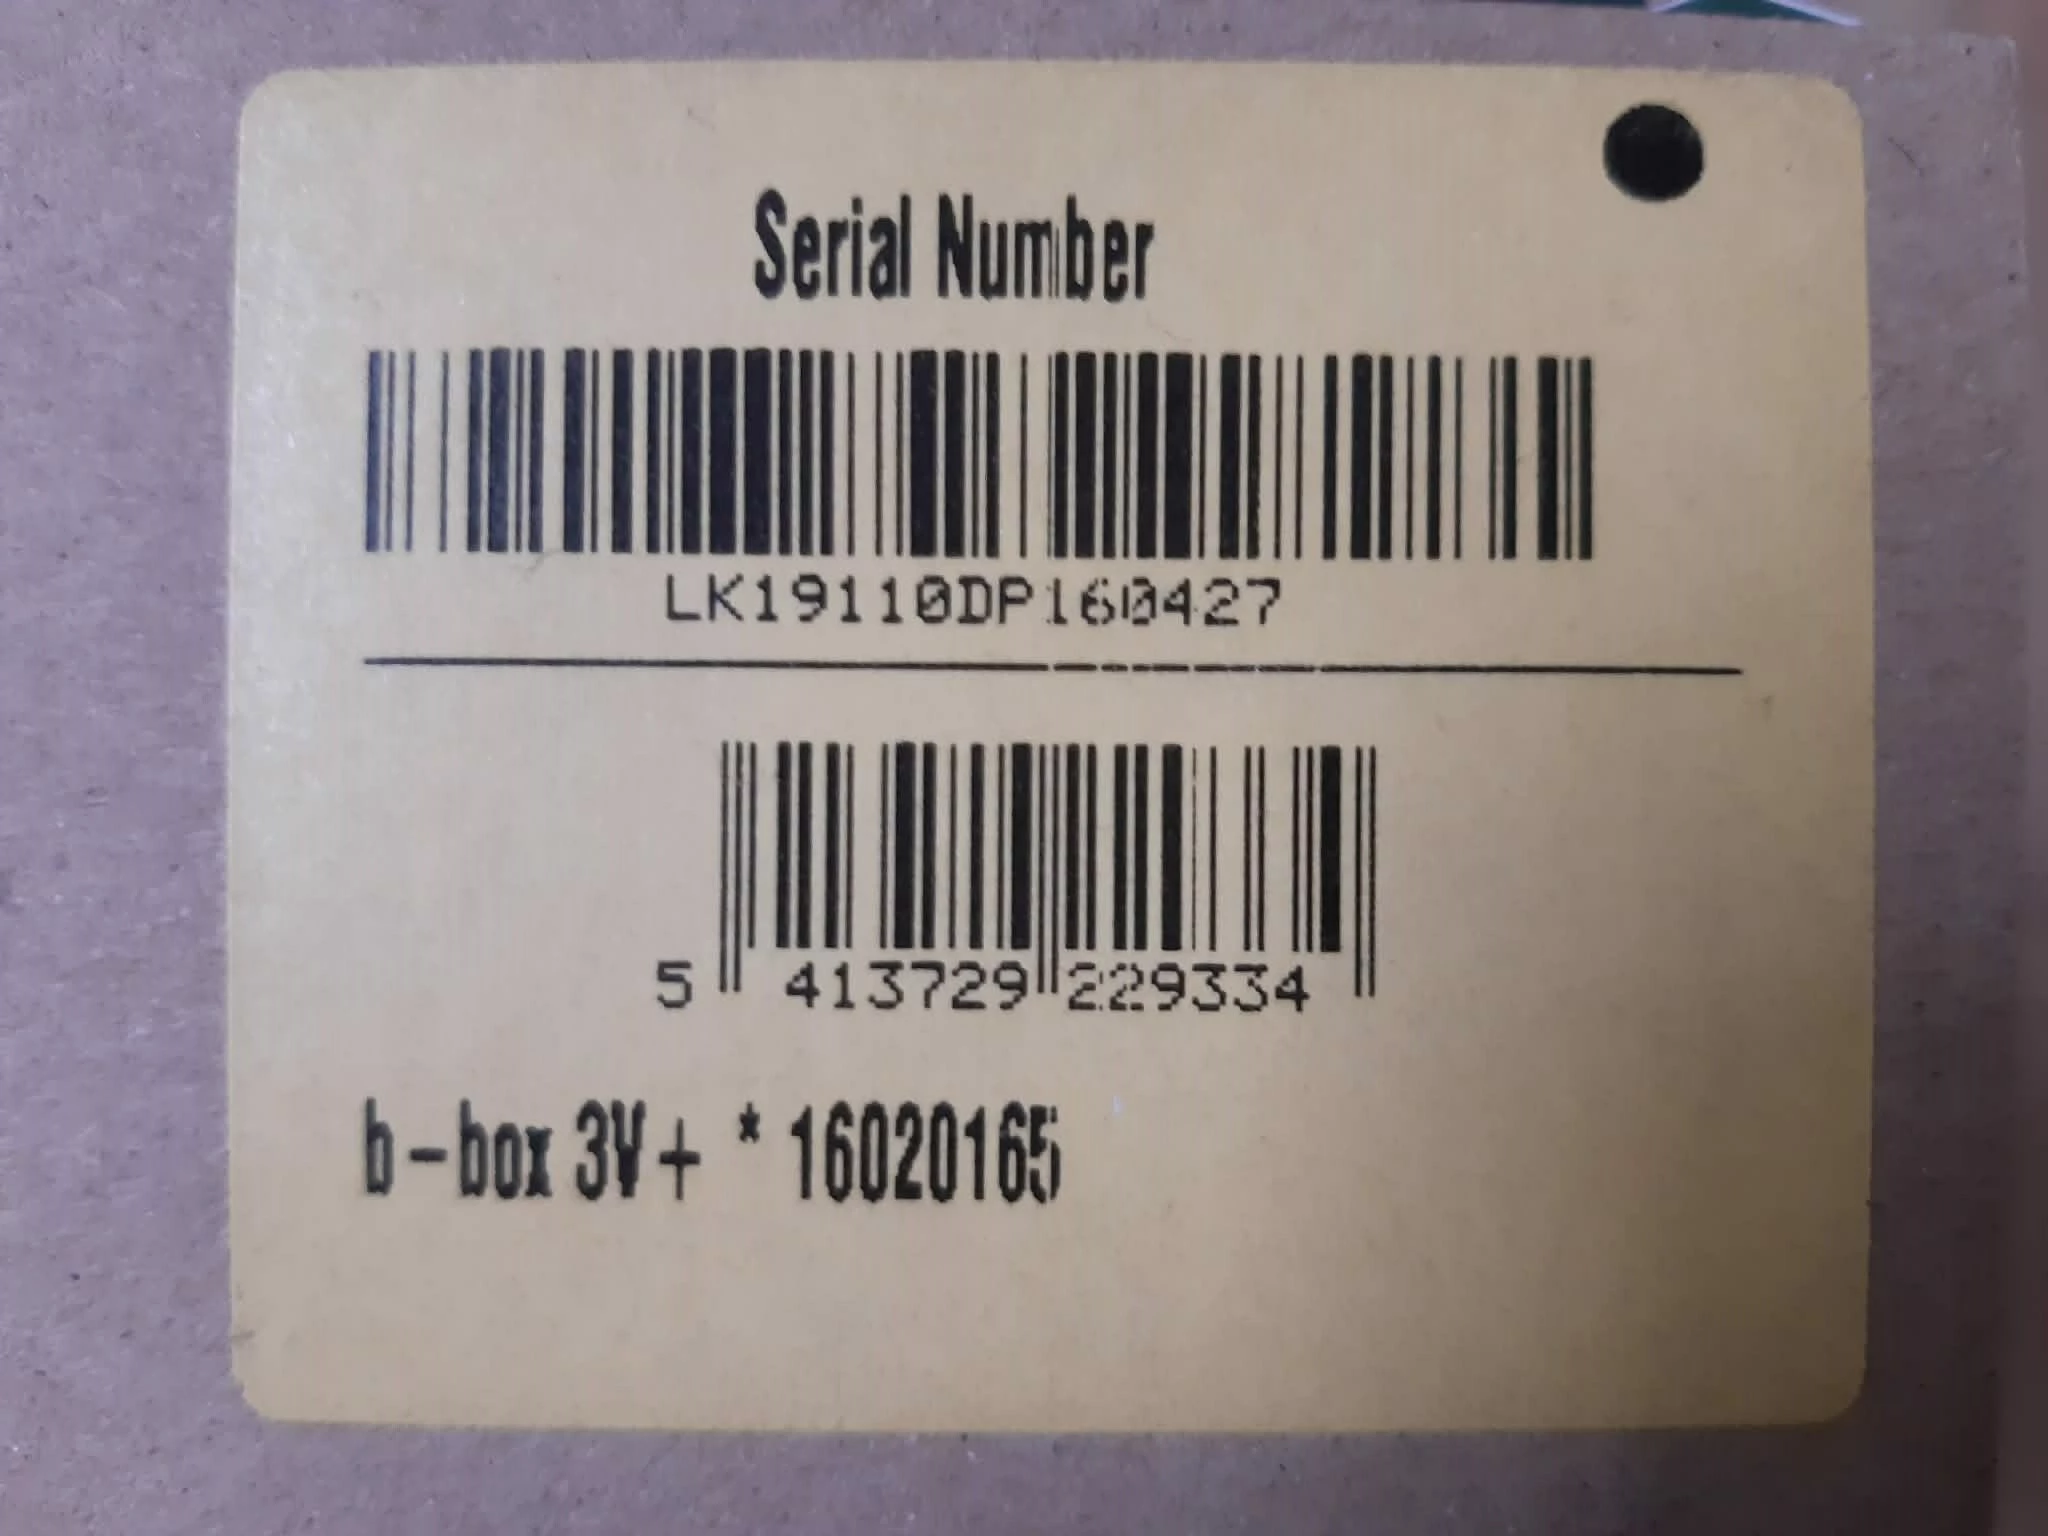 Serial Number
LK19110DP160427
5 413729 229334
b-box 3V+ * 16020165